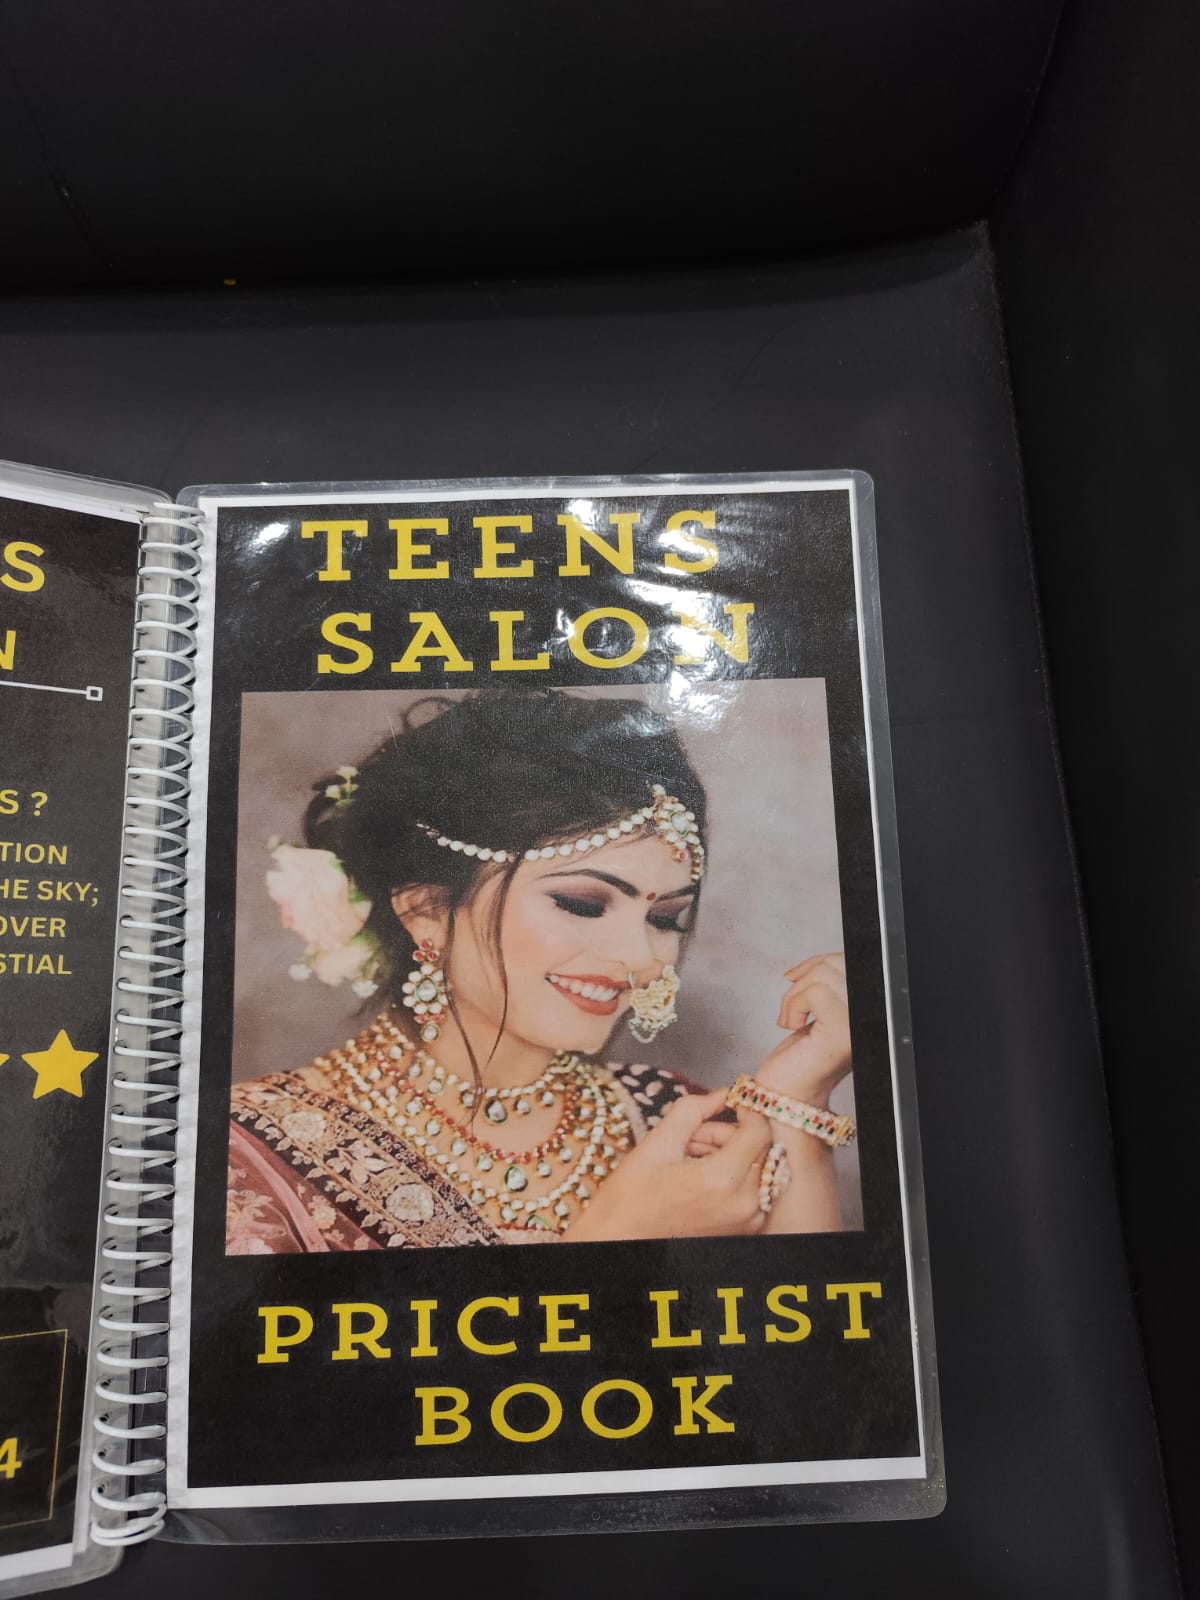 S
N
S ?
TION
HE SKY;
OVER
STIAL
4
TEENS
SALON
PRICE LIST
BOOK